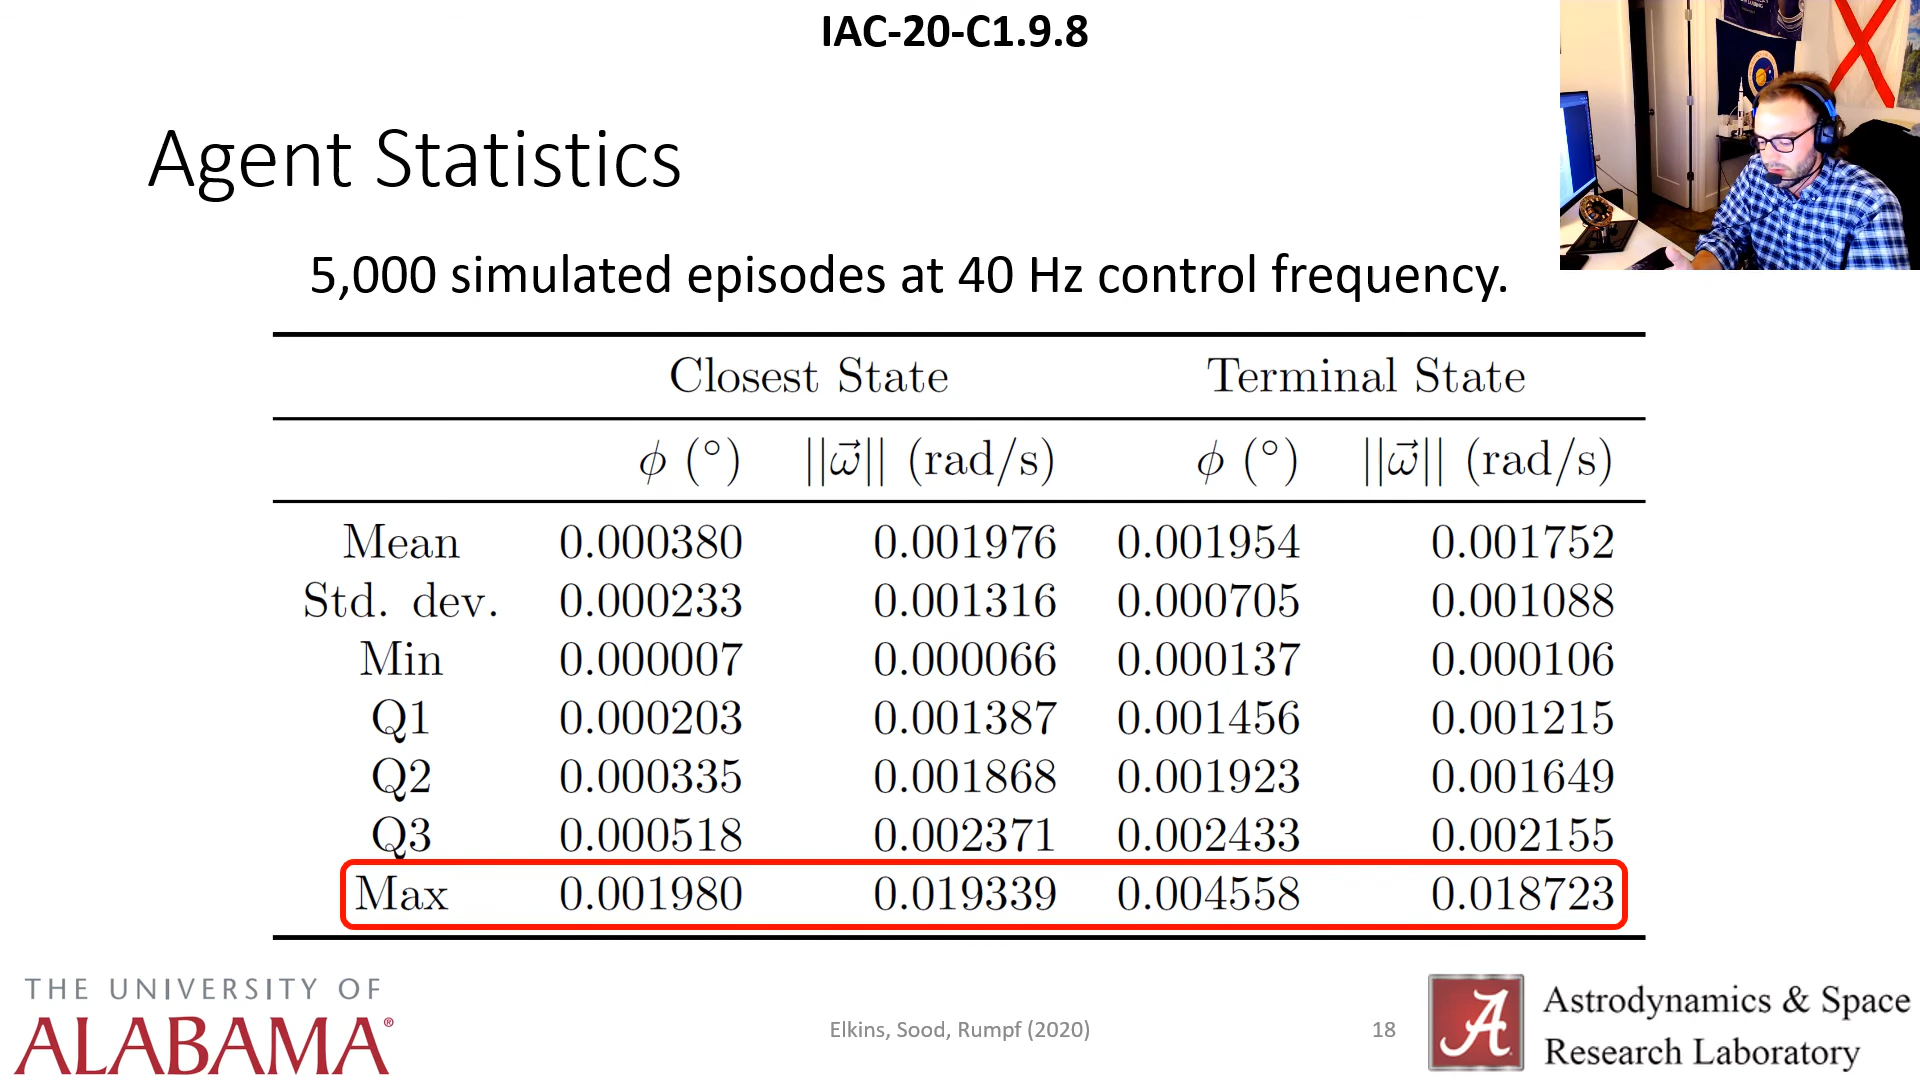 IAC-20-C1.9.8
Agent Statistics
5,000 simulated episodes at 40 Hz control frequency.
Closest State Terminal State
ϕ (°) ||ω⃗|| (rad/s) ϕ (°) ||ω⃗|| (rad/s)
Mean 0.000380 0.001976 0.001954 0.001752
Std. dev. 0.000233 0.001316 0.000705 0.001088
Min 0.000007 0.000066 0.000137 0.000106
Q1 0.000203 0.001387 0.001456 0.001215
Q2 0.000335 0.001868 0.001923 0.001649
Q3 0.000518 0.002371 0.002433 0.002155
Max 0.001980 0.019339 0.004558 0.018723
THE UNIVERSITY OF
ALABAMA®
Elkins, Sood, Rumpf (2020)
18
A
Astrodynamics & Space
Research Laboratory